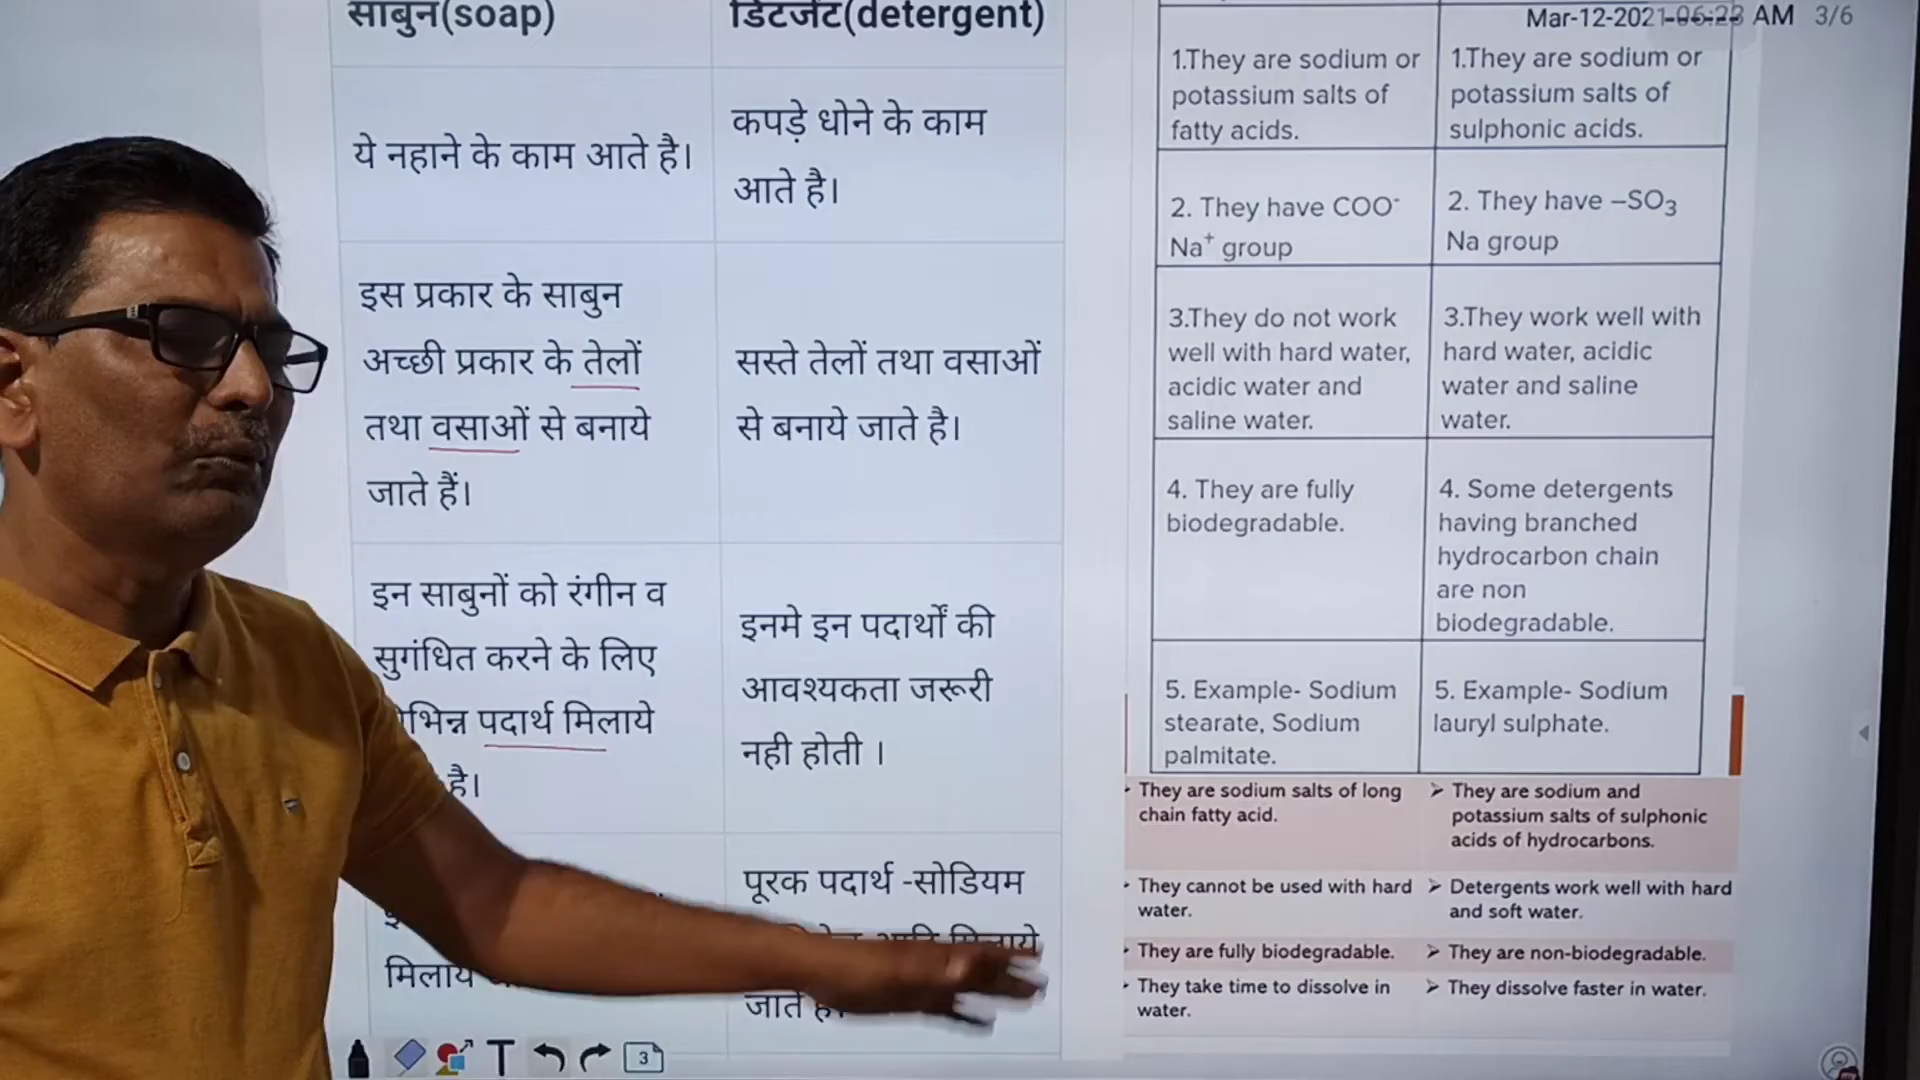 साबुन(soap)
डिटर्जेंट(detergent)
ये नहाने के काम आते है।
कपड़े धोने के काम
आते है।
इस प्रकार के साबुन
अच्छी प्रकार के तेलों
तथा वसाओं से बनाये
जाते हैं।
सस्ते तेलों तथा वसाओं
से बनाये जाते है।
इन साबुनों को रंगीन व
सुगंधित करने के लिए
पदार्थ मिलाये
है।
इनमे इन पदार्थों की
आवश्यकता जरूरी
नही होती ।
मिलाये
पूरक पदार्थ -सोडियम
मिलाये
जाते है।
Mar-12-2021-06:23 AM 3/6
1.They are sodium or
potassium salts of
fatty acids.
1.They are sodium or
potassium salts of
sulphonic acids.
2. They have COO-
Na+ group
2. They have –SO3
Na group
3.They do not work
well with hard water,
acidic water and
saline water.
3.They work well with
hard water, acidic
water and saline
water.
4. They are fully
biodegradable.
4. Some detergents
having branched
hydrocarbon chain
are non
biodegradable.
5. Example- Sodium
stearate, Sodium
palmitate.
5. Example- Sodium
lauryl sulphate.
They are sodium salts of long
chain fatty acid.
➢ They are sodium and
potassium salts of sulphonic
acids of hydrocarbons.
They cannot be used with hard
water.
➢ Detergents work well with hard
and soft water.
They are fully biodegradable.
➢ They are non-biodegradable.
They take time to dissolve in
water.
➢ They dissolve faster in water.
T
3